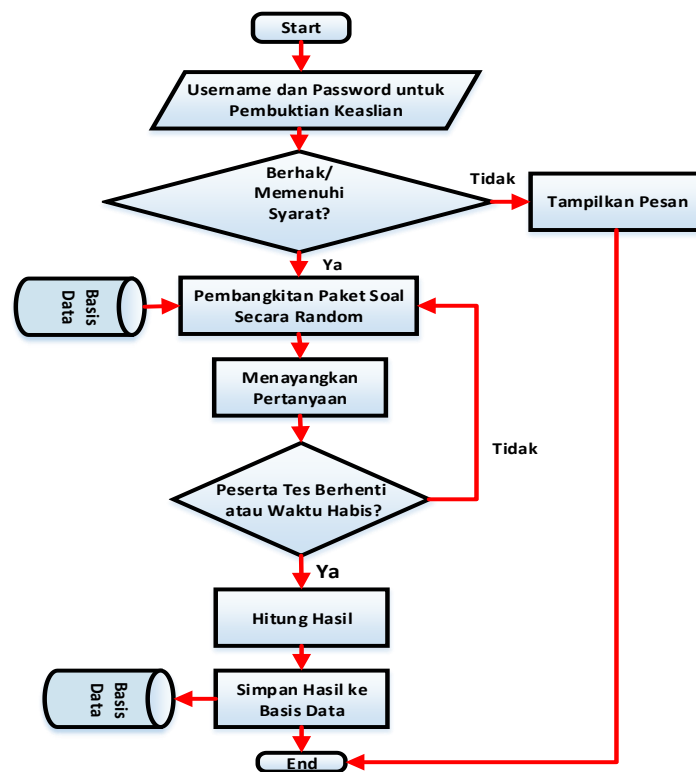 Start
Username dan Password untuk
Pembuktian Keaslian
Berhak/
Memenuhi
Syarat?
Tidak
Tampilkan Pesan
Ya
Basis
Data
Pembangkitan Paket Soal
Secara Random
Menayangkan
Pertanyaan
Tidak
Peserta Tes Berhenti
atau Waktu Habis?
Ya
Hitung Hasil
Simpan Hasil ke
Basis Data
Basis
Data
End